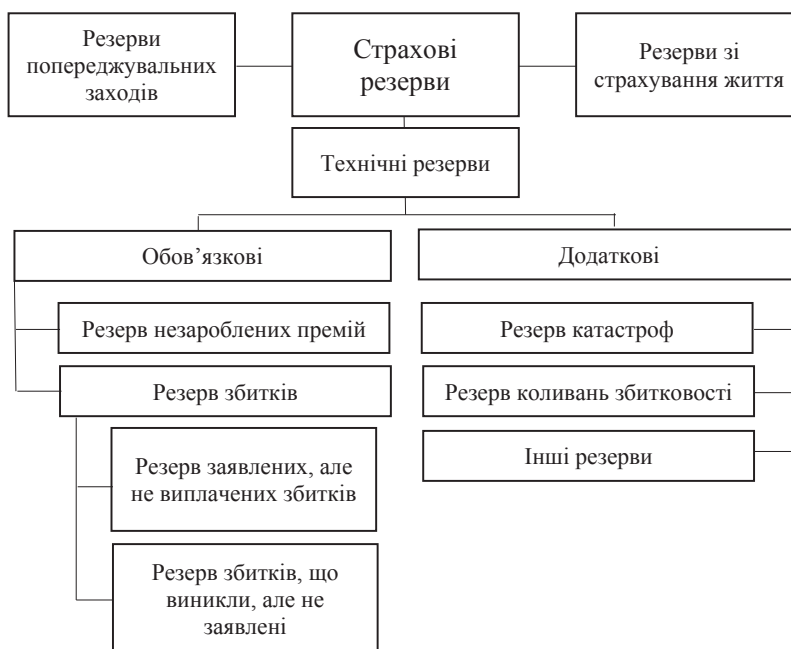 Резерви
попереджувальних
заходів
Страхові
резерви
Резерви зі
страхування життя
Технічні резерви
Обов’язкові
Додаткові
Резерв незароблених премій
Резерв катастроф
Резерв збитків
Резерв коливань збитковості
Резерв заявлених, але
не виплачених збитків
Інші резерви
Резерв збитків, що
виникли, але не
заявлені